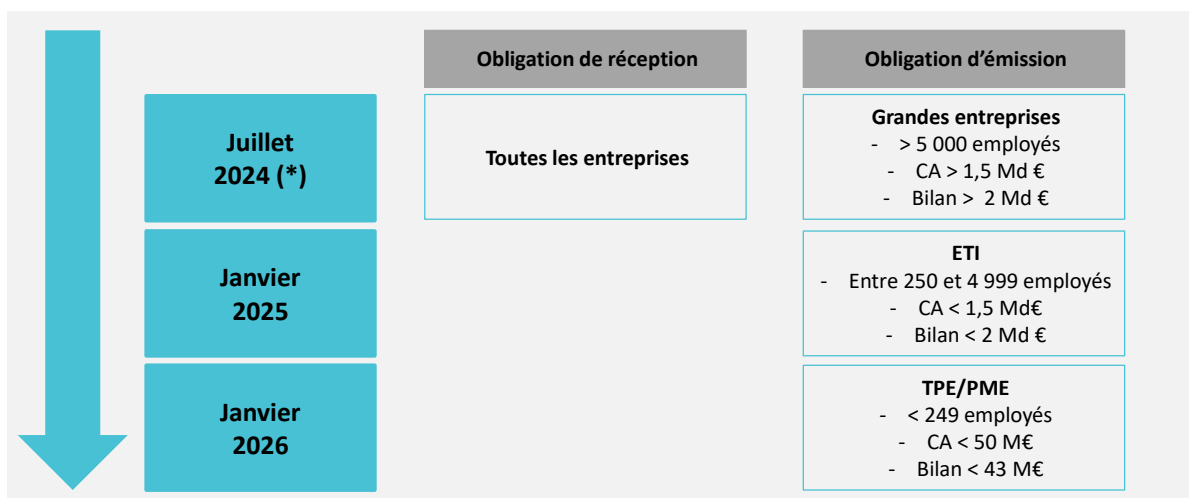 Obligation de réception
Obligation d’émission
Juillet
2024 (*)
Toutes les entreprises
Grandes entreprises
- > 5 000 employés
- CA > 1,5 Md €
- Bilan > 2 Md €
Janvier
2025
ETI
- Entre 250 et 4 999 employés
- CA < 1,5 Md€
- Bilan < 2 Md €
Janvier
2026
TPE/PME
- < 249 employés
- CA < 50 M€
- Bilan < 43 M€